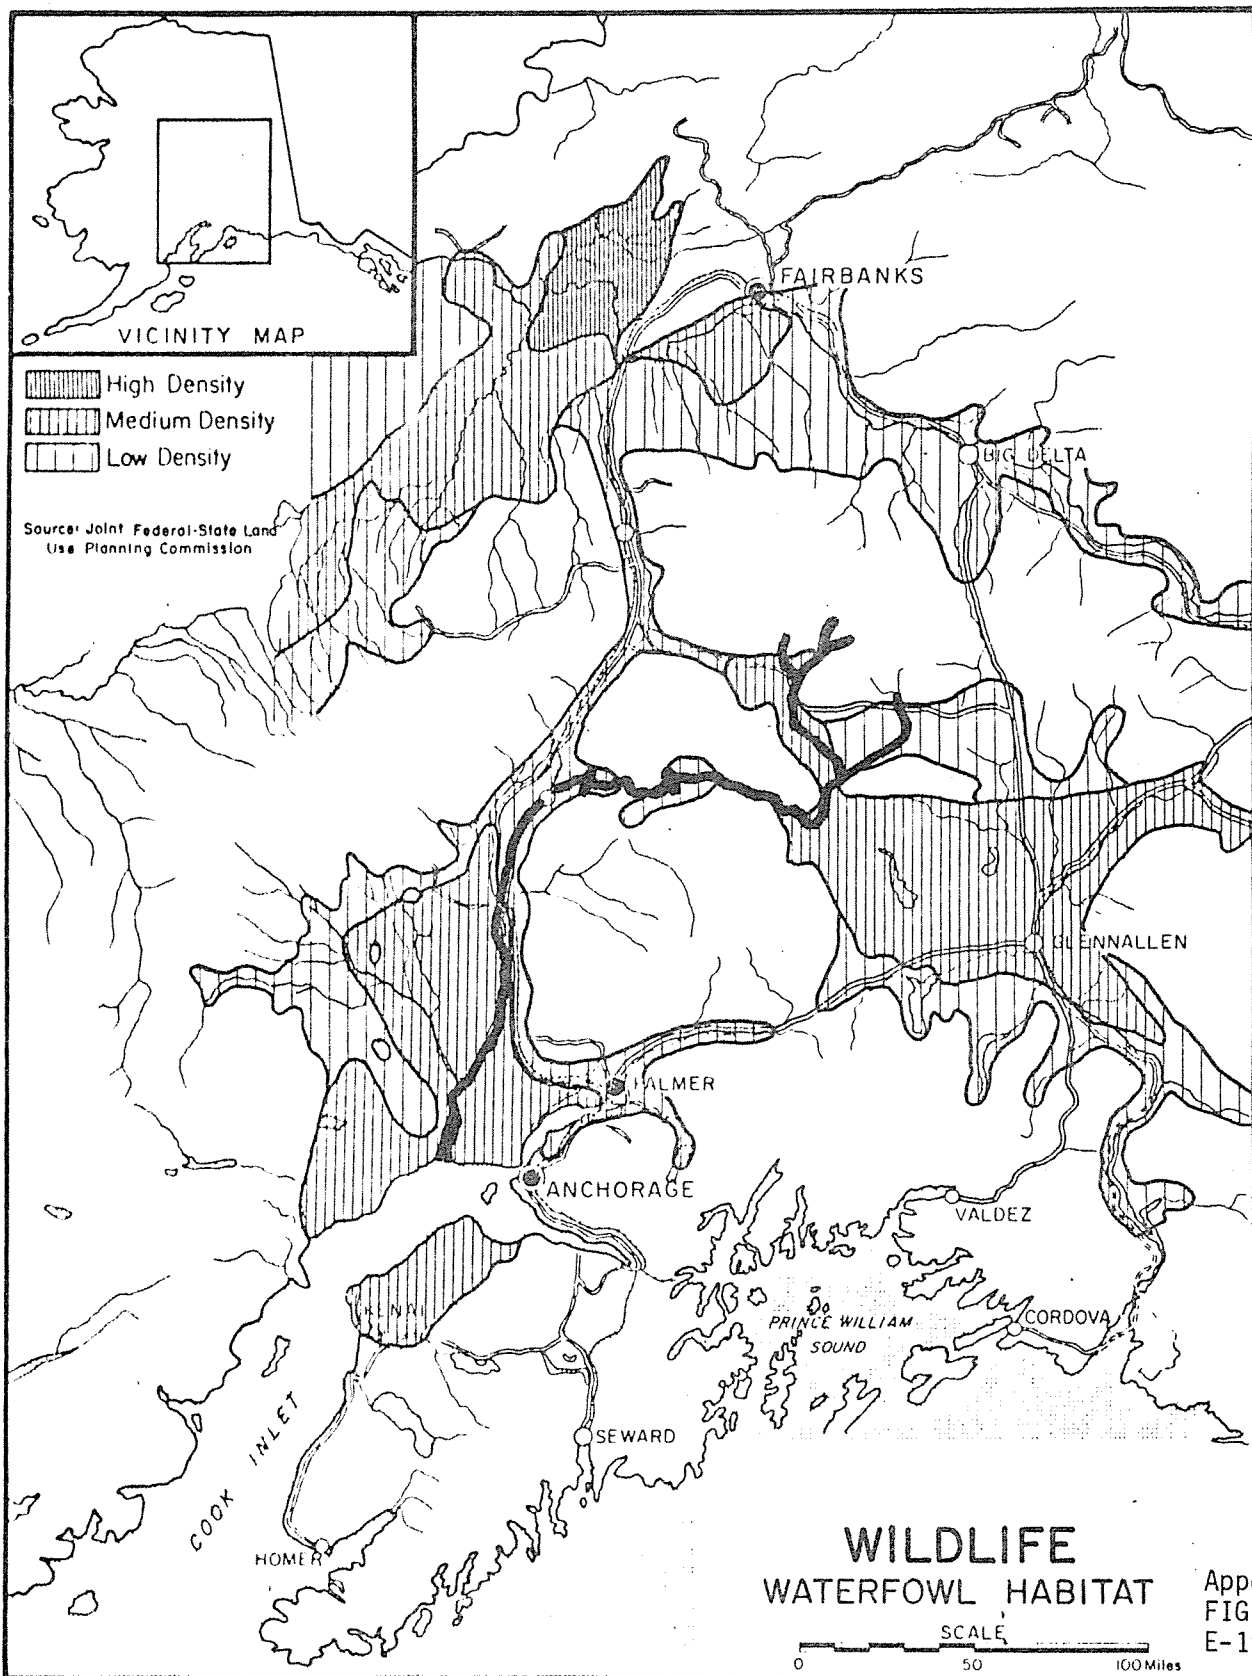 VICINITY MAP
High Density
Medium Density
Low Density
Source: Joint Federal-State Land
Use Planning Commission
FAIRBANKS
BIG DELTA
GLENNALLEN
PALMER
ANCHORAGE
VALDEZ
KENAI
PRINCE WILLIAM
SOUND
CORDOVA
COOK INLET
SEWARD
HOMER
WILDLIFE
WATERFOWL HABITAT
SCALE
0 50 100 Miles
App
FIG
E-1